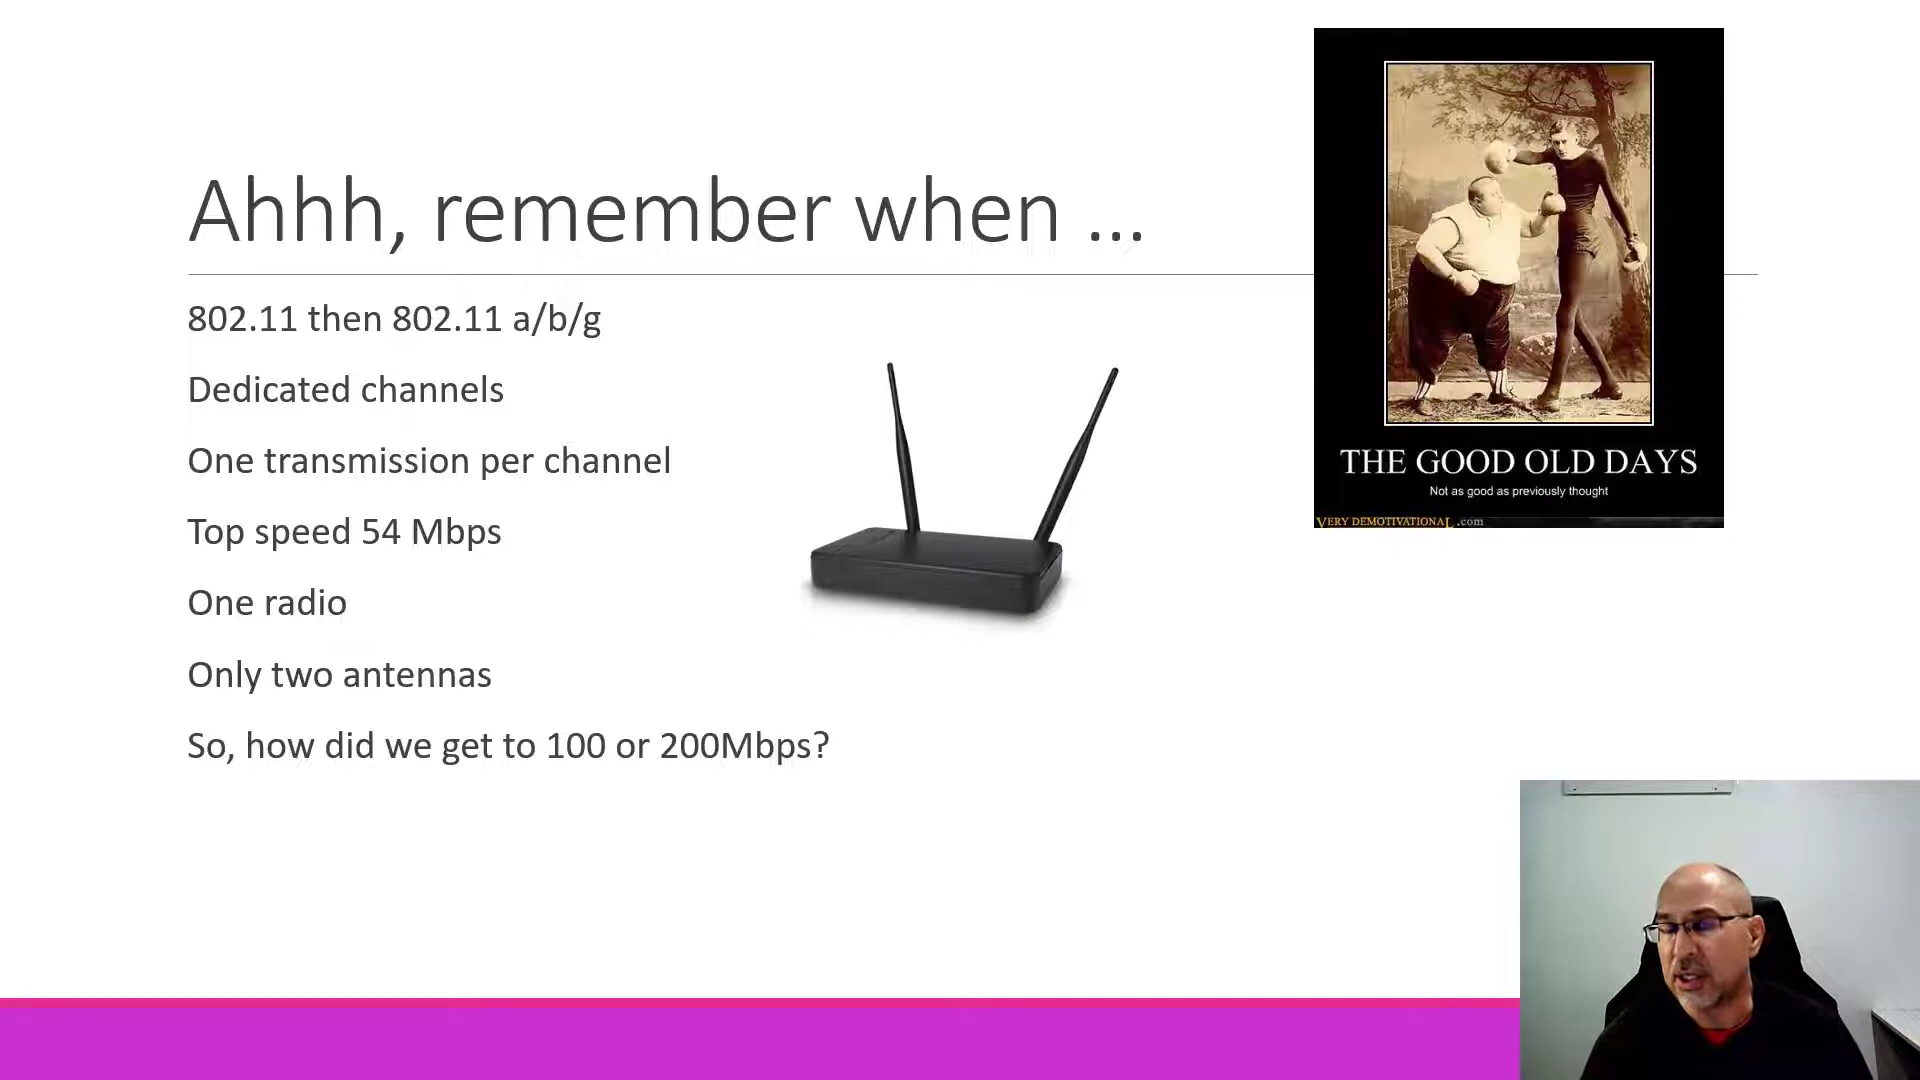 Ahhh, remember when ...
802.11 then 802.11 a/b/g
Dedicated channels
One transmission per channel
Top speed 54 Mbps
One radio
Only two antennas
So, how did we get to 100 or 200Mbps?
THE GOOD OLD DAYS
Not as good as previously thought
VERY DEMOTIVATIONAL .com